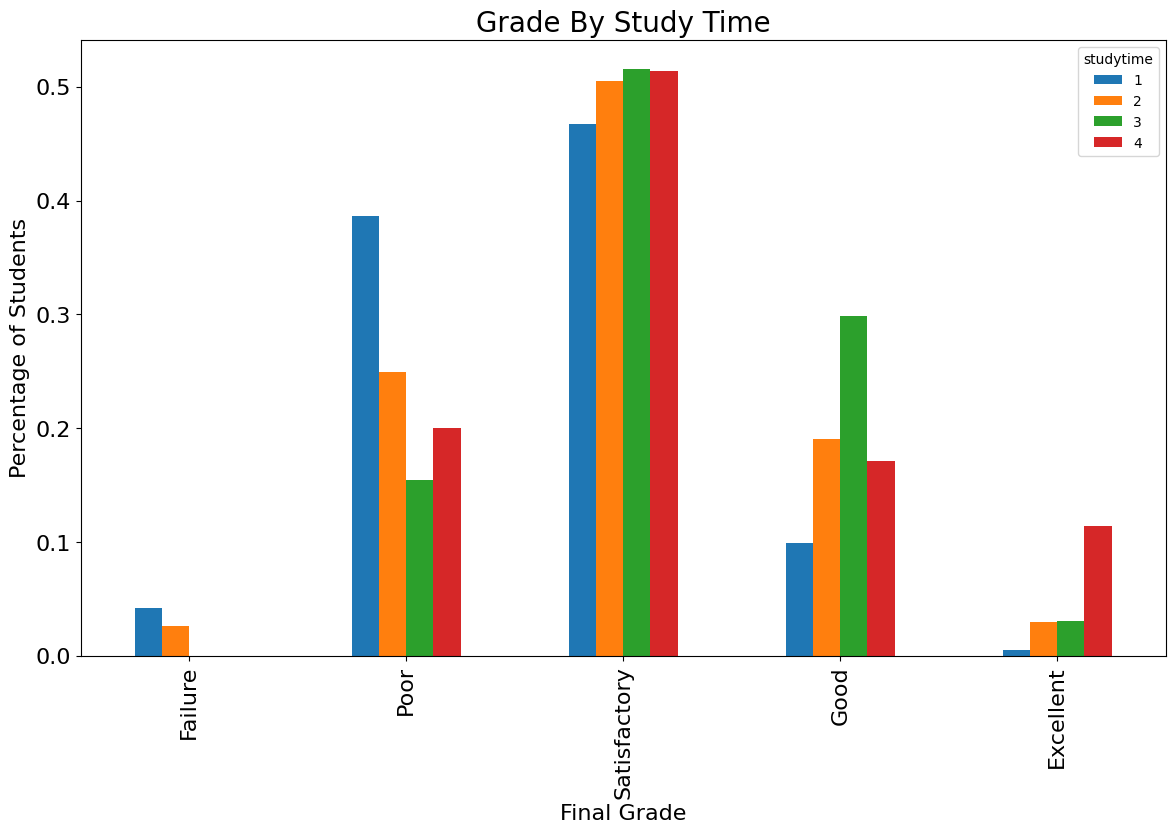 Grade By Study Time
studytime
1
2
3
4
Percentage of Students
0.5
0.4
0.3
0.2
0.1
0.0
Failure
Poor
Satisfactory
Good
Excellent
Final Grade